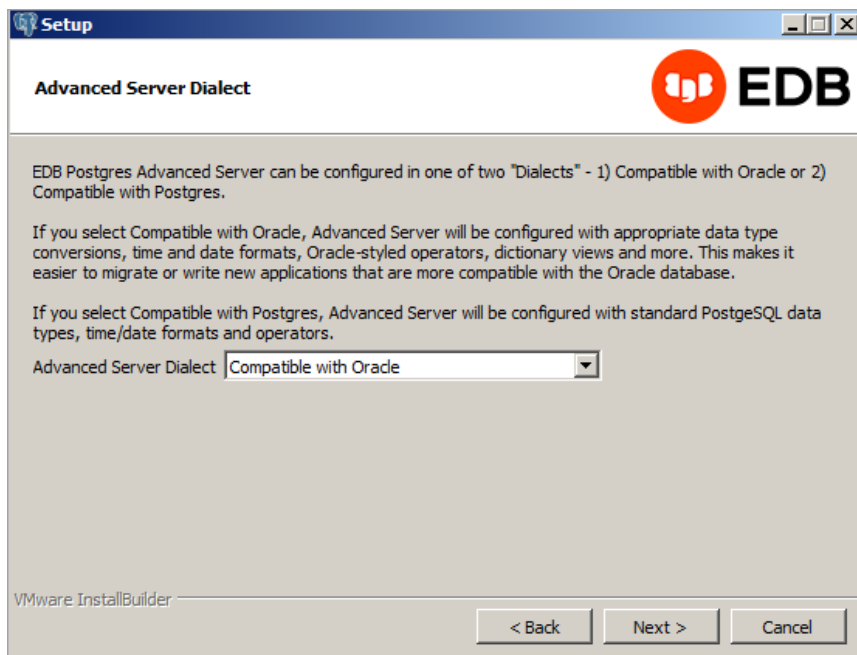 Setup
Advanced Server Dialect
EDB
EDB Postgres Advanced Server can be configured in one of two "Dialects" - 1) Compatible with Oracle or 2)
Compatible with Postgres.
If you select Compatible with Oracle, Advanced Server will be configured with appropriate data type
conversions, time and date formats, Oracle-styled operators, dictionary views and more. This makes it
easier to migrate or write new applications that are more compatible with the Oracle database.
If you select Compatible with Postgres, Advanced Server will be configured with standard PostgeSQL data
types, time/date formats and operators.
Advanced Server Dialect Compatible with Oracle
VMware InstallBuilder
< Back Next > Cancel